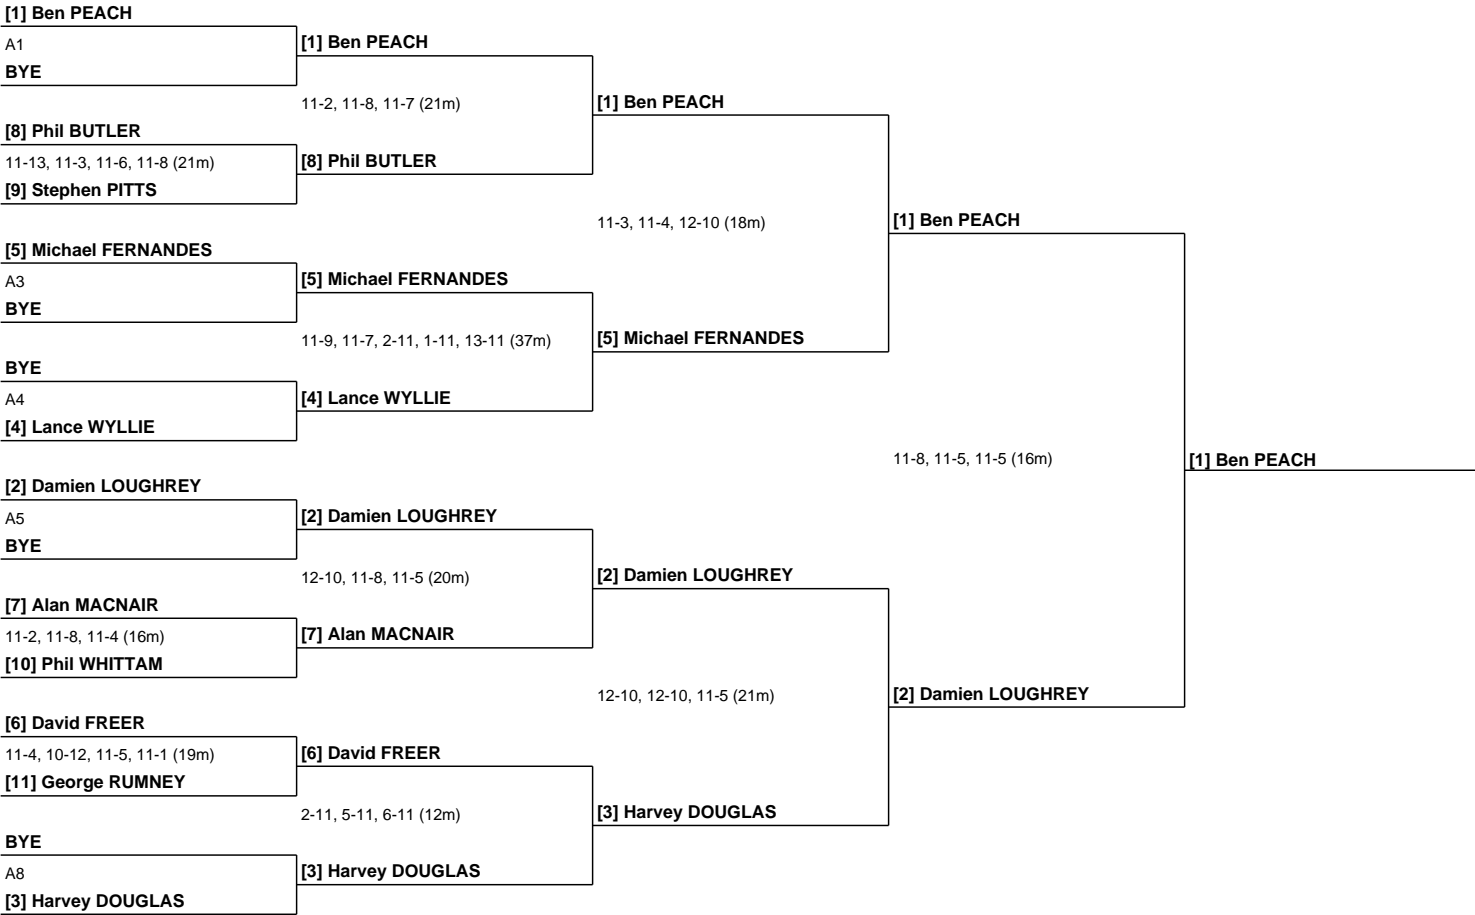 [1] Ben PEACH
A1
BYE
[8] Phil BUTLER
11-13, 11-3, 11-6, 11-8 (21m)
[9] Stephen PITTS
[5] Michael FERNANDES
A3
BYE
BYE
A4
[4] Lance WYLLIE
[2] Damien LOUGHREY
A5
BYE
[7] Alan MACNAIR
11-2, 11-8, 11-4 (16m)
[10] Phil WHITTAM
[6] David FREER
11-4, 10-12, 11-5, 11-1 (19m)
[11] George RUMNEY
BYE
A8
[3] Harvey DOUGLAS
[1] Ben PEACH
11-2, 11-8, 11-7 (21m)
[8] Phil BUTLER
[5] Michael FERNANDES
11-9, 11-7, 2-11, 1-11, 13-11 (37m)
[4] Lance WYLLIE
[2] Damien LOUGHREY
12-10, 11-8, 11-5 (20m)
[7] Alan MACNAIR
[6] David FREER
2-11, 5-11, 6-11 (12m)
[3] Harvey DOUGLAS
[1] Ben PEACH
11-3, 11-4, 12-10 (18m)
[5] Michael FERNANDES
[2] Damien LOUGHREY
12-10, 12-10, 11-5 (21m)
[3] Harvey DOUGLAS
[1] Ben PEACH
11-8, 11-5, 11-5 (16m)
[2] Damien LOUGHREY
[1] Ben PEACH